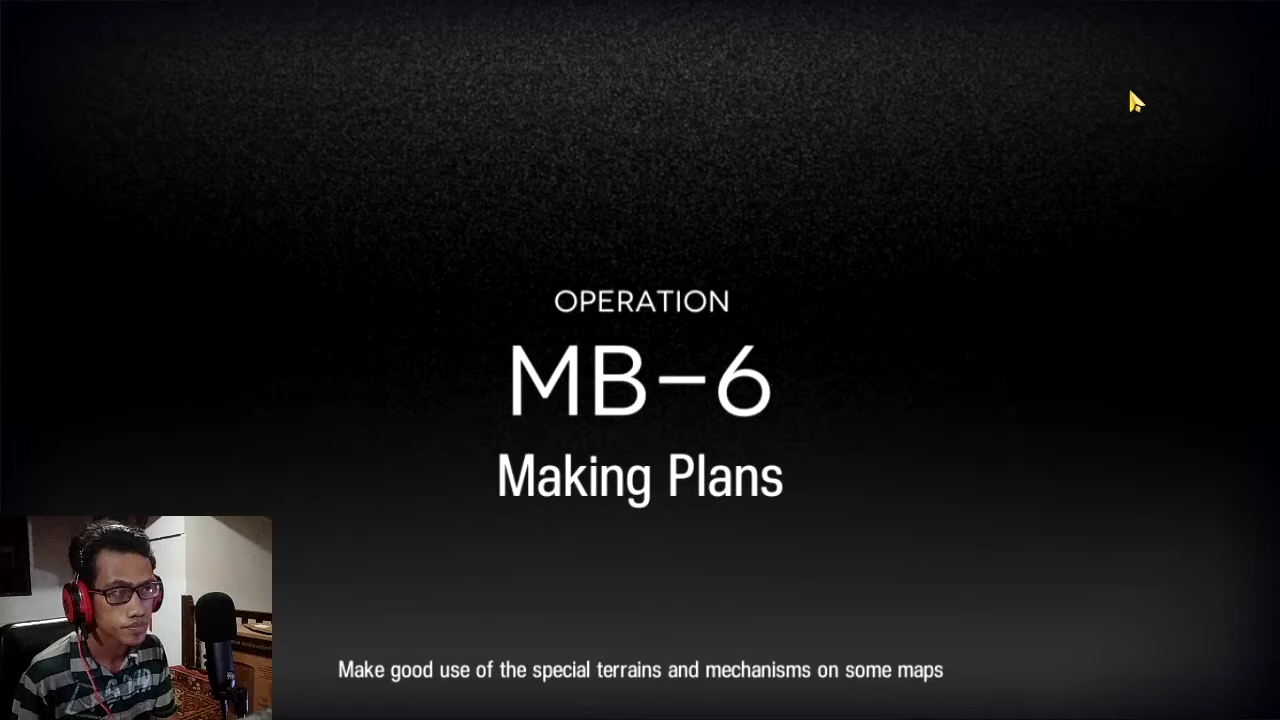 OPERATION
MB-6
Making Plans
Make good use of the special terrains and mechanisms on some maps